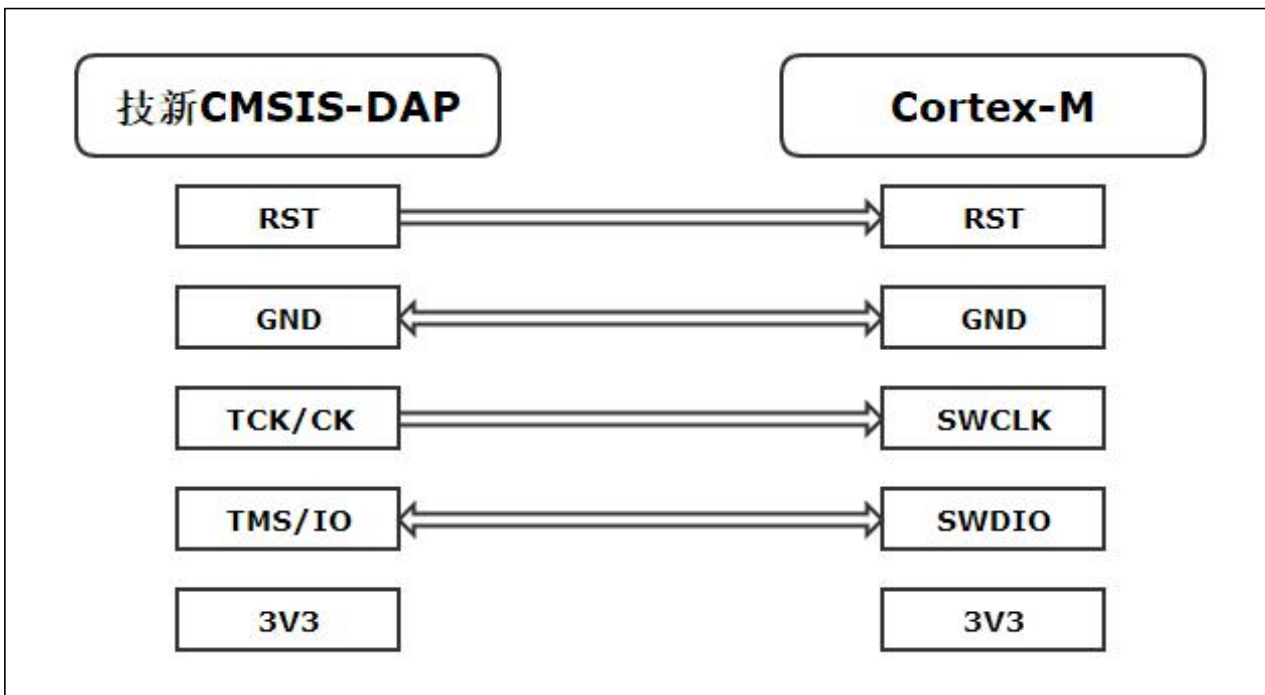 技新CMSIS-DAP
Cortex-M
RST
RST
GND
GND
TCK/CK
SWCLK
TMS/IO
SWDIO
3V3
3V3